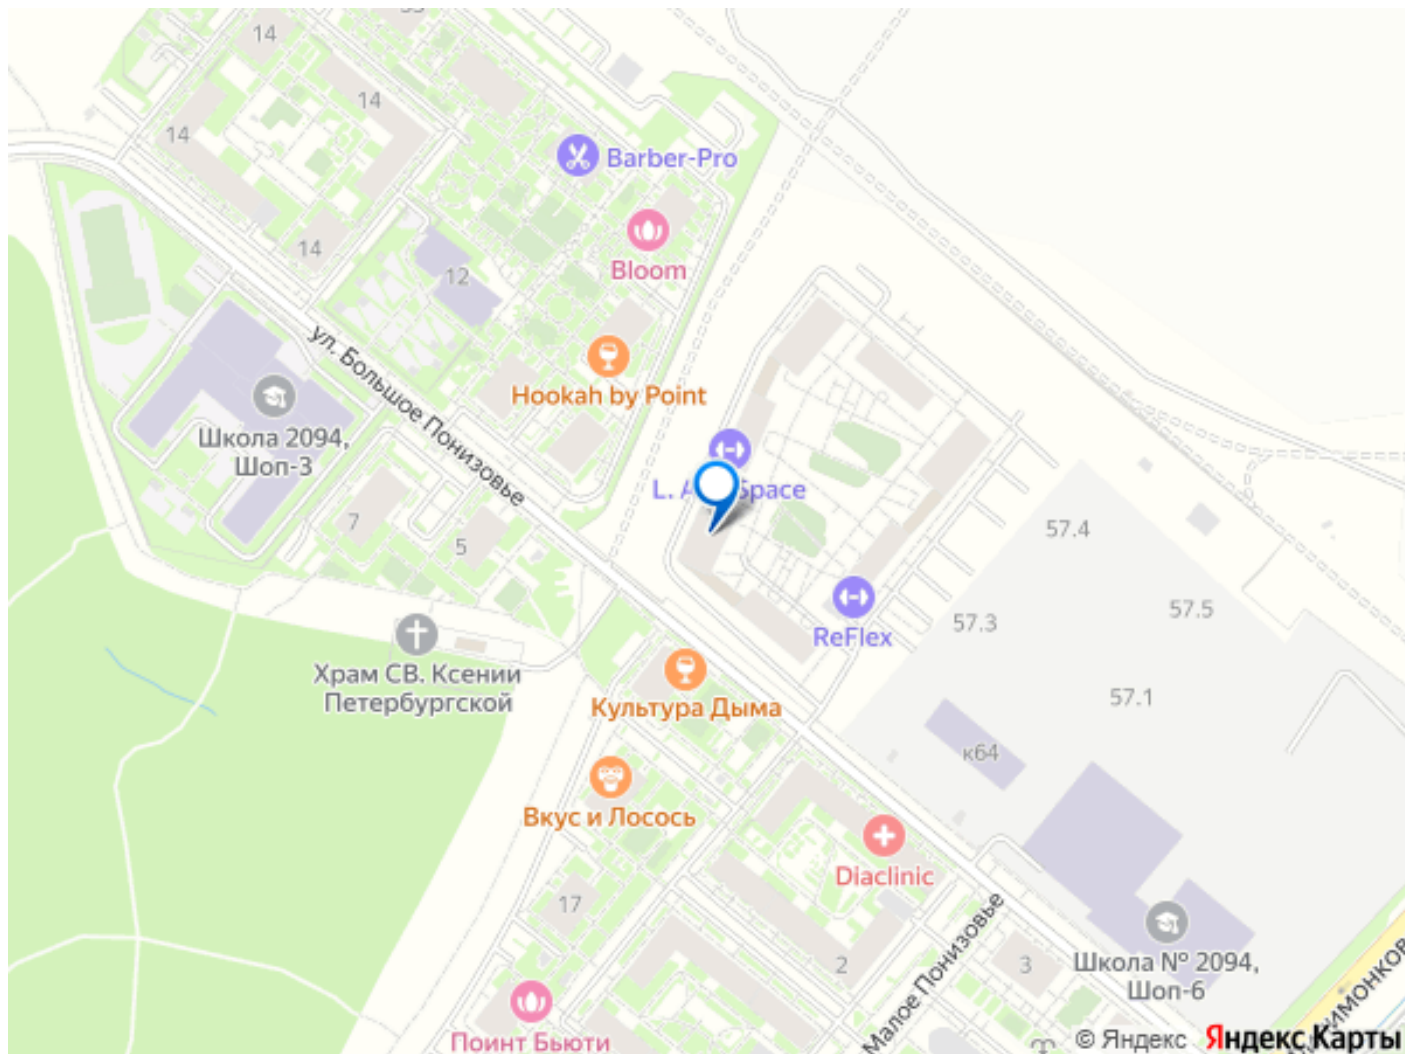 14
14
14
14
Barber-Pro
Bloom
12
ул. Большое Понизовье
Hookah by Point
Школа 2094,
Шоп-3
Space
7
5
57.4
57.5
57.3
57.1
ReFlex
Храм СВ. Ксении
Петербургской
Культура Дыма
к64
Вкус и Лосось
Diaclinic
17
2
3
Малое Понизовье
Школа № 2094,
Шоп-6
Поинт Бьюти
© Яндекс Яндекс Карты